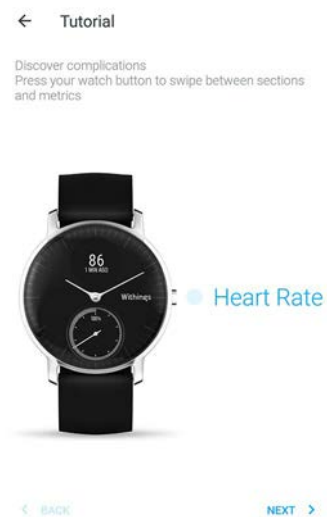 Tutorial
Discover complications
Press your watch button to swipe between sections
and metrics
86
1 MIN AGO
Withings
Heart Rate
100%
BACK
NEXT